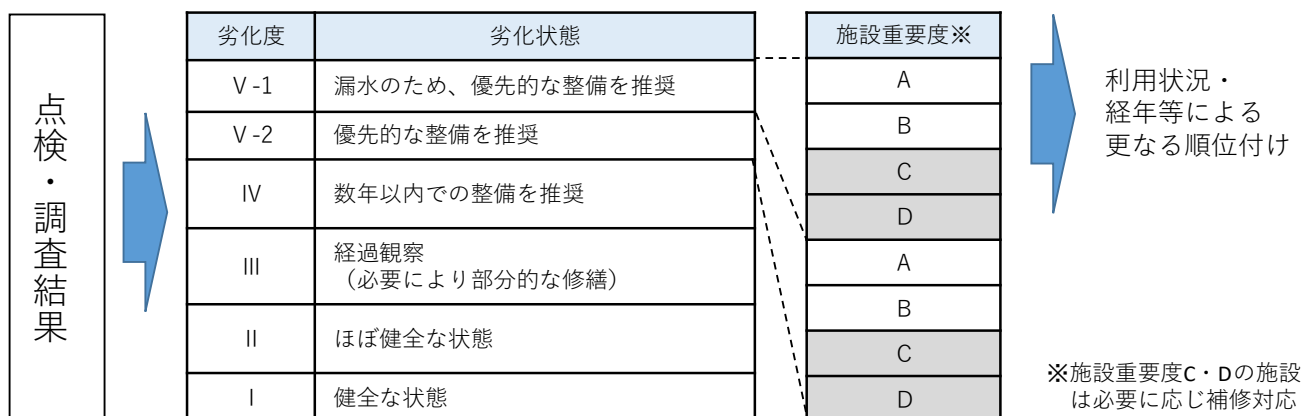 点検・調査結果
劣化度 劣化状態
Ⅴ-1 漏水のため、優先的な整備を推奨
Ⅴ-2 優先的な整備を推奨
Ⅳ 数年以内での整備を推奨
Ⅲ 経過観察
（必要により部分的な修繕）
Ⅱ ほぼ健全な状態
Ⅰ 健全な状態
施設重要度※
A
B
C
D
A
B
C
D
利用状況・
経年等による
更なる順位付け
※施設重要度C・Dの施設
は必要に応じ補修対応